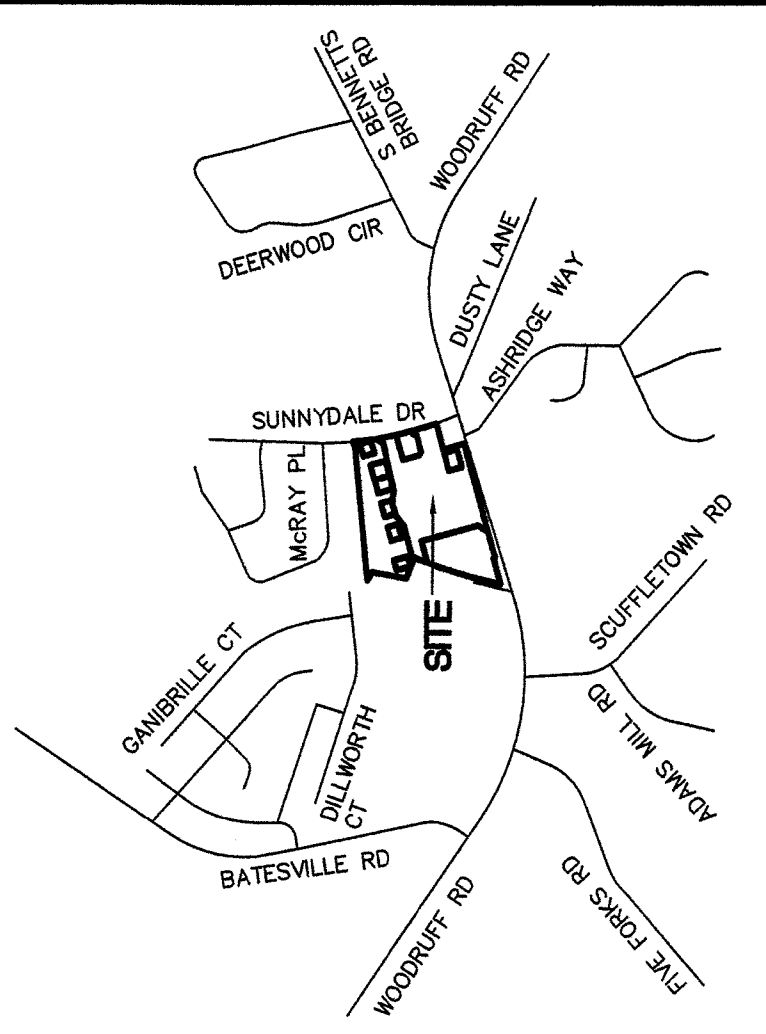 S BENNETTS
BRIDGE RD
WOODRUFF RD
DEERWOOD CIR
DUSTY LANE
ASHRIDGE WAY
SUNNYDALE DR
McRAY PL
SITE
SCUFFLETOWN RD
GANIBRILLE CT
ADAMS MILL RD
DILLWORTH
CT
BATESVILLE RD
WOODRUFF RD
FIVE FORKS RD